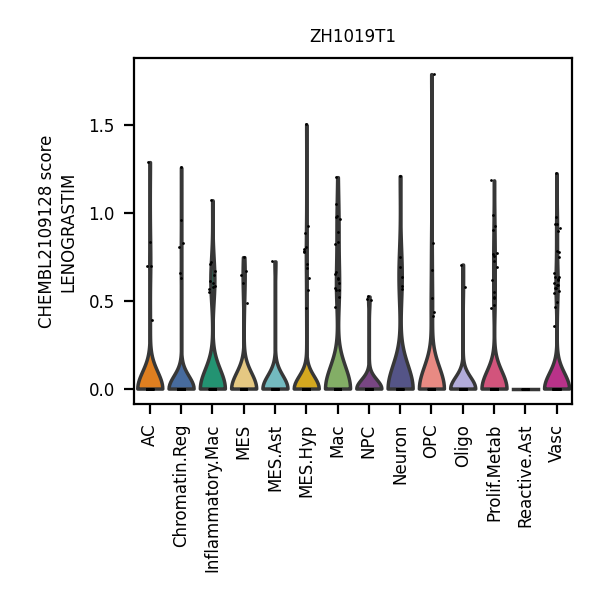 ZH1019T1
CHEMBL2109128 score
LENOGRASTIM
1.5
1.0
0.5
0.0
AC
Chromatin.Reg
Inflammatory.Mac
MES
MES.Ast
MES.Hyp
Mac
NPC
Neuron
OPC
Oligo
Prolif.Metab
Reactive.Ast
Vasc